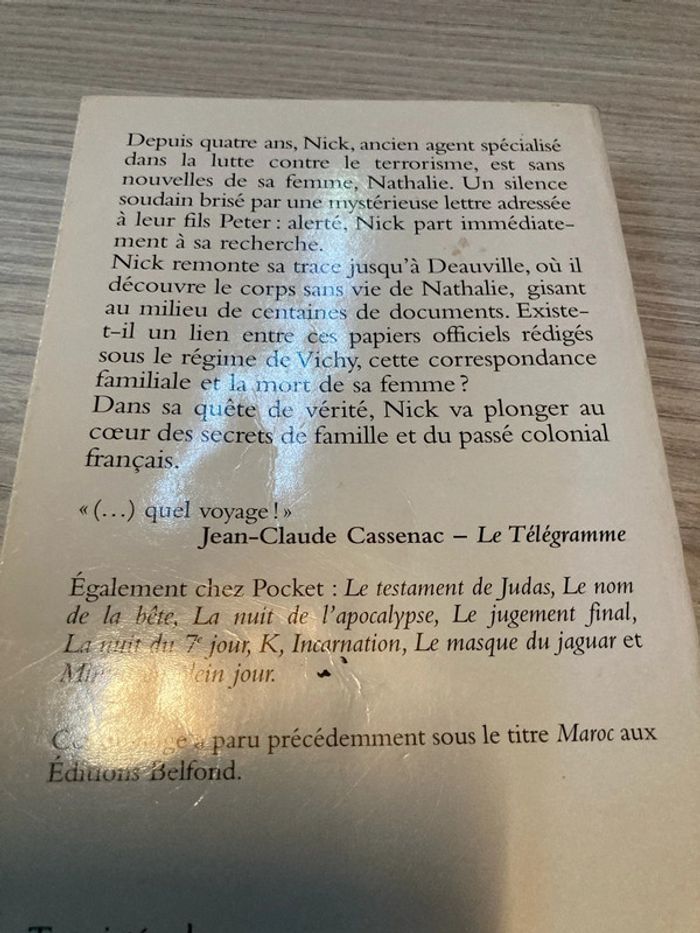 Depuis quatre ans, Nick, ancien agent spécialisé
dans la lutte contre le terrorisme, est sans
nouvelles de sa femme, Nathalie. Un silence
soudain brisé par une mystérieuse lettre adressée
à leur fils Peter : alerté, Nick part immédiate-
ment à sa recherche.
Nick remonte sa trace jusqu'à Deauville, où il
découvre le corps sans vie de Nathalie, gisant
au milieu de centaines de documents. Existe-
t-il un lien entre ces papiers officiels rédigés
sous le régime de Vichy, cette correspondance
familiale et la mort de sa femme ?
Dans sa quête de vérité, Nick va plonger au
cœur des secrets de famille et du passé colonial
français.
« (…) quel voyage ! »
Jean-Claude Cassenac – Le Télégramme
Également chez Pocket : Le testament de Judas, Le nom
de la bête, La nuit de l'apocalypse, Le jugement final,
La nuit du 7e jour, K, Incarnation, Le masque du jaguar et
plein jour.
a paru précédemment sous le titre Maroc aux
Éditions Belfond.